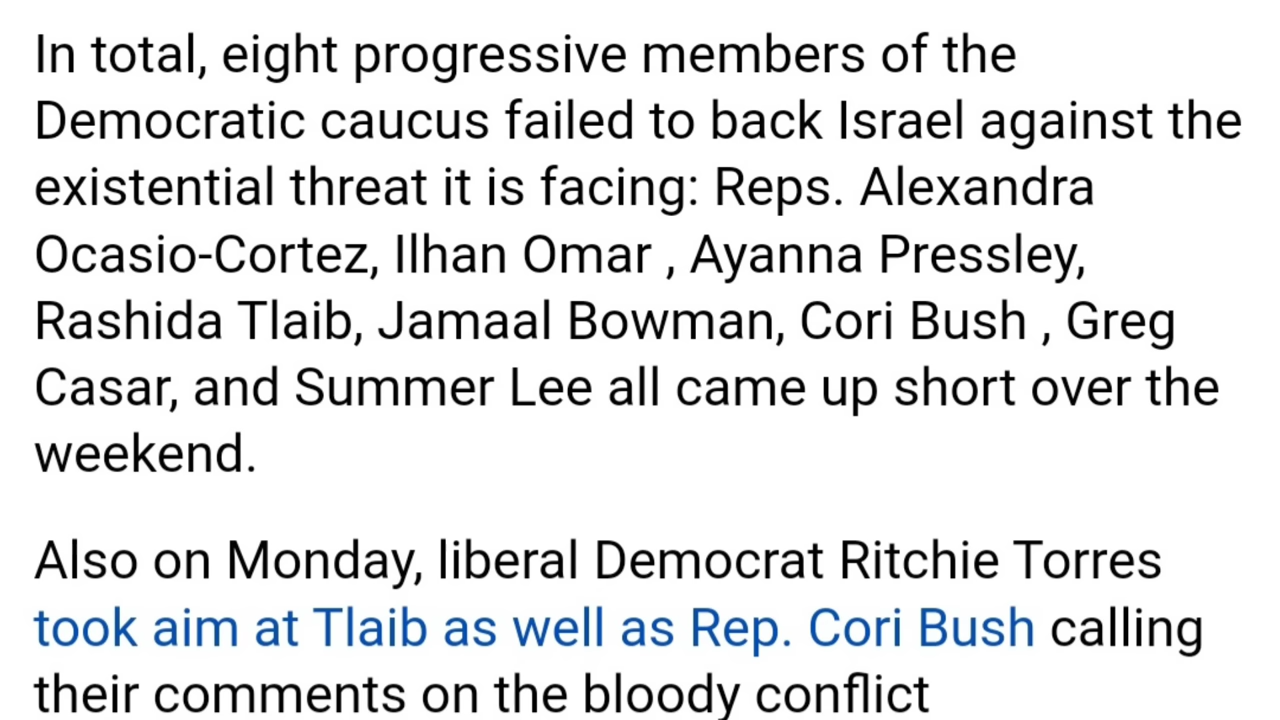 In total, eight progressive members of the
Democratic caucus failed to back Israel against the
existential threat it is facing: Reps. Alexandra
Ocasio-Cortez, Ilhan Omar , Ayanna Pressley,
Rashida Tlaib, Jamaal Bowman, Cori Bush , Greg
Casar, and Summer Lee all came up short over the
weekend.
Also on Monday, liberal Democrat Ritchie Torres
took aim at Tlaib as well as Rep. Cori Bush calling
their comments on the bloody conflict